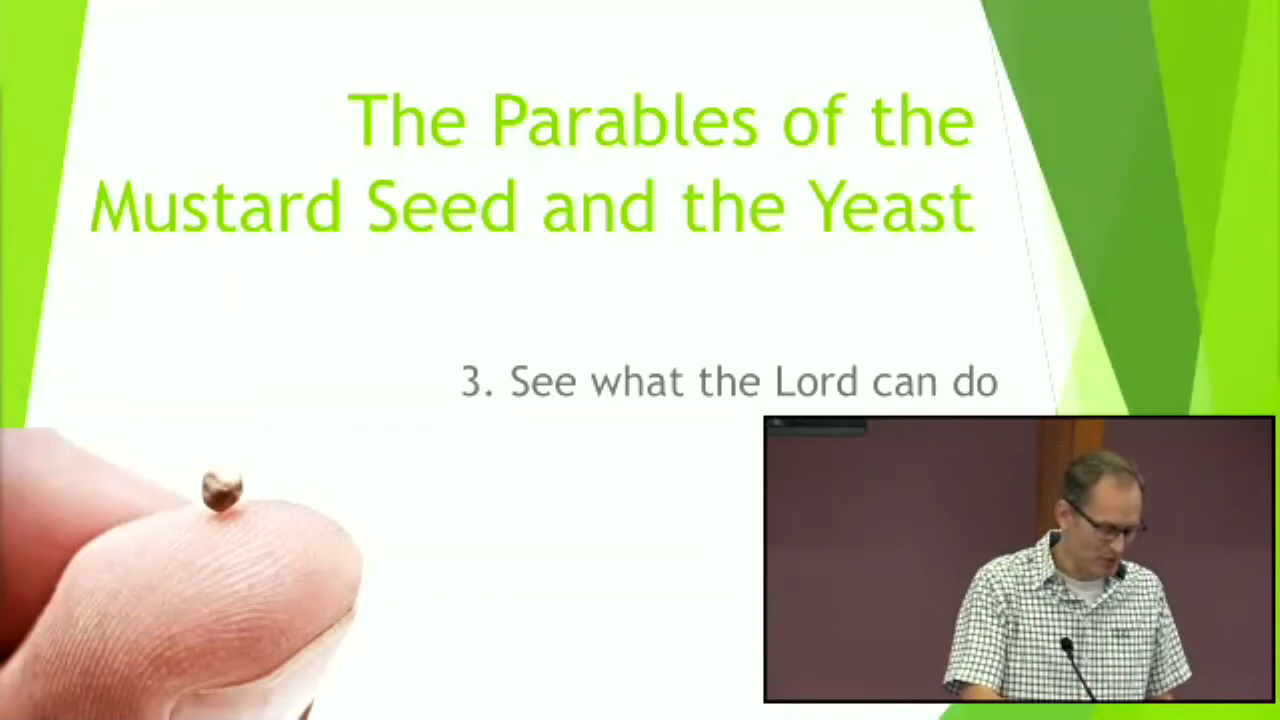 The Parables of the
Mustard Seed and the Yeast
3. See what the Lord can do